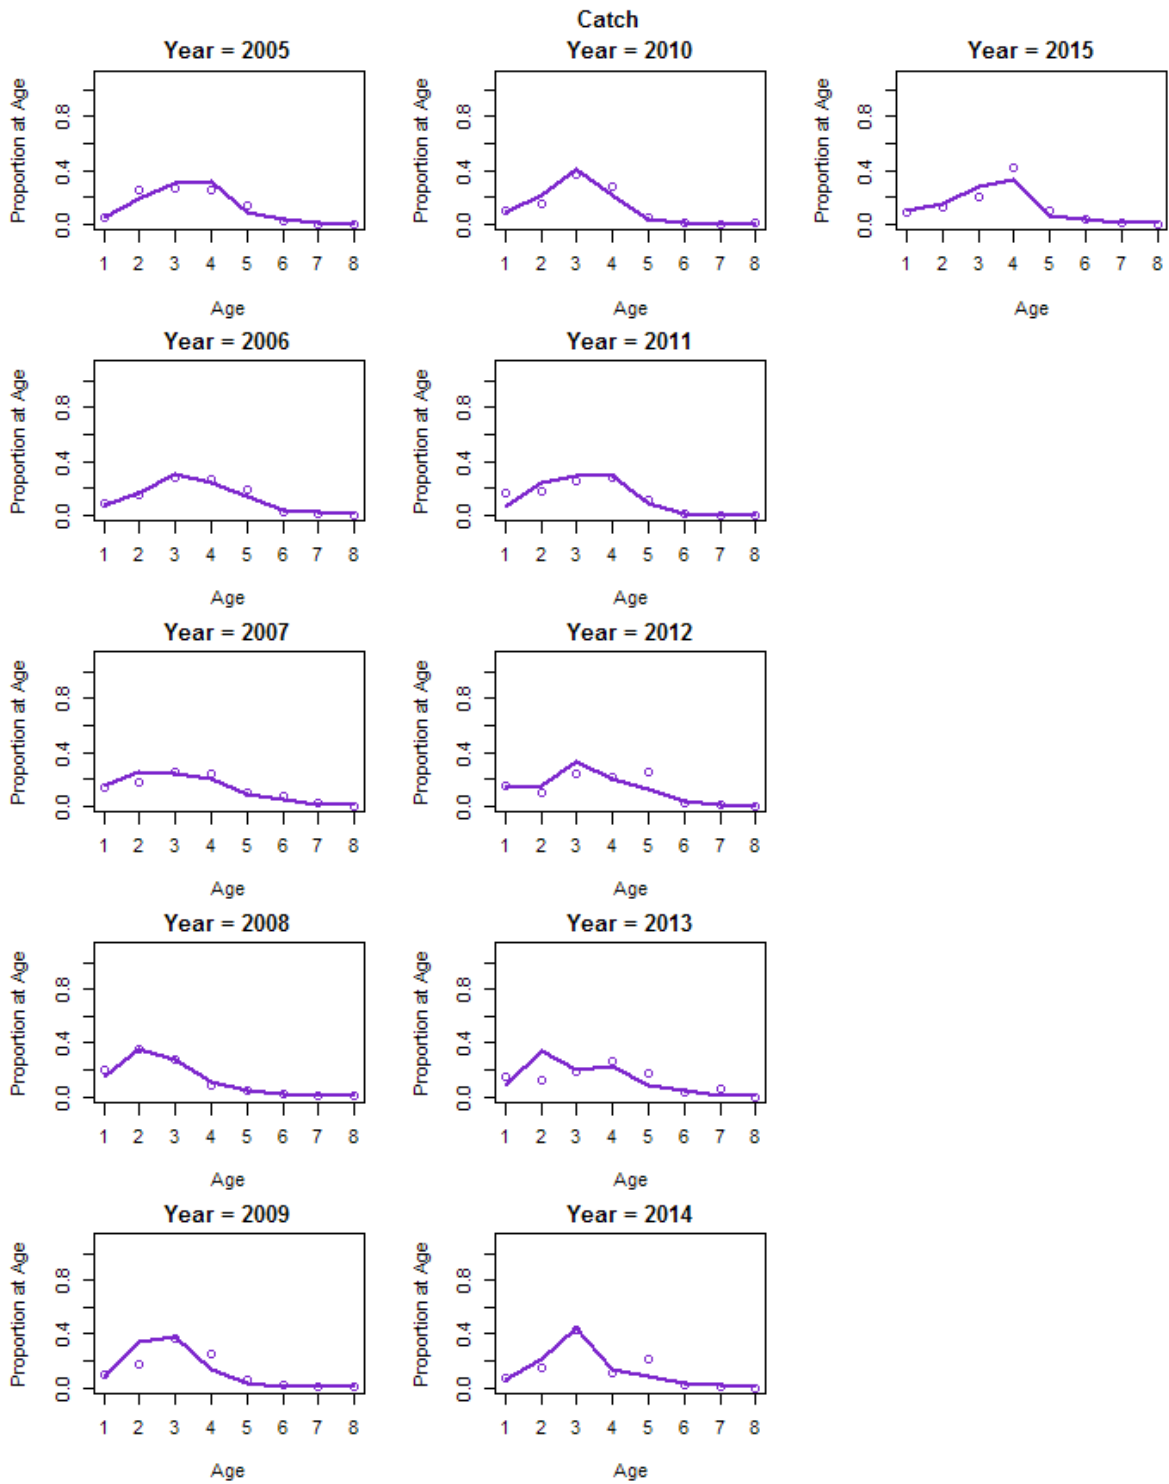 Catch
Year = 2005
Proportion at Age
0.0 0.4 0.8
1 2 3 4 5 6 7 8
Age
Year = 2010
Proportion at Age
0.0 0.4 0.8
1 2 3 4 5 6 7 8
Age
Year = 2015
Proportion at Age
0.0 0.4 0.8
1 2 3 4 5 6 7 8
Age
Year = 2006
Proportion at Age
0.0 0.4 0.8
1 2 3 4 5 6 7 8
Age
Year = 2011
Proportion at Age
0.0 0.4 0.8
1 2 3 4 5 6 7 8
Age
Year = 2007
Proportion at Age
0.0 0.4 0.8
1 2 3 4 5 6 7 8
Age
Year = 2012
Proportion at Age
0.0 0.4 0.8
1 2 3 4 5 6 7 8
Age
Year = 2008
Proportion at Age
0.0 0.4 0.8
1 2 3 4 5 6 7 8
Age
Year = 2013
Proportion at Age
0.0 0.4 0.8
1 2 3 4 5 6 7 8
Age
Year = 2009
Proportion at Age
0.0 0.4 0.8
1 2 3 4 5 6 7 8
Age
Year = 2014
Proportion at Age
0.0 0.4 0.8
1 2 3 4 5 6 7 8
Age